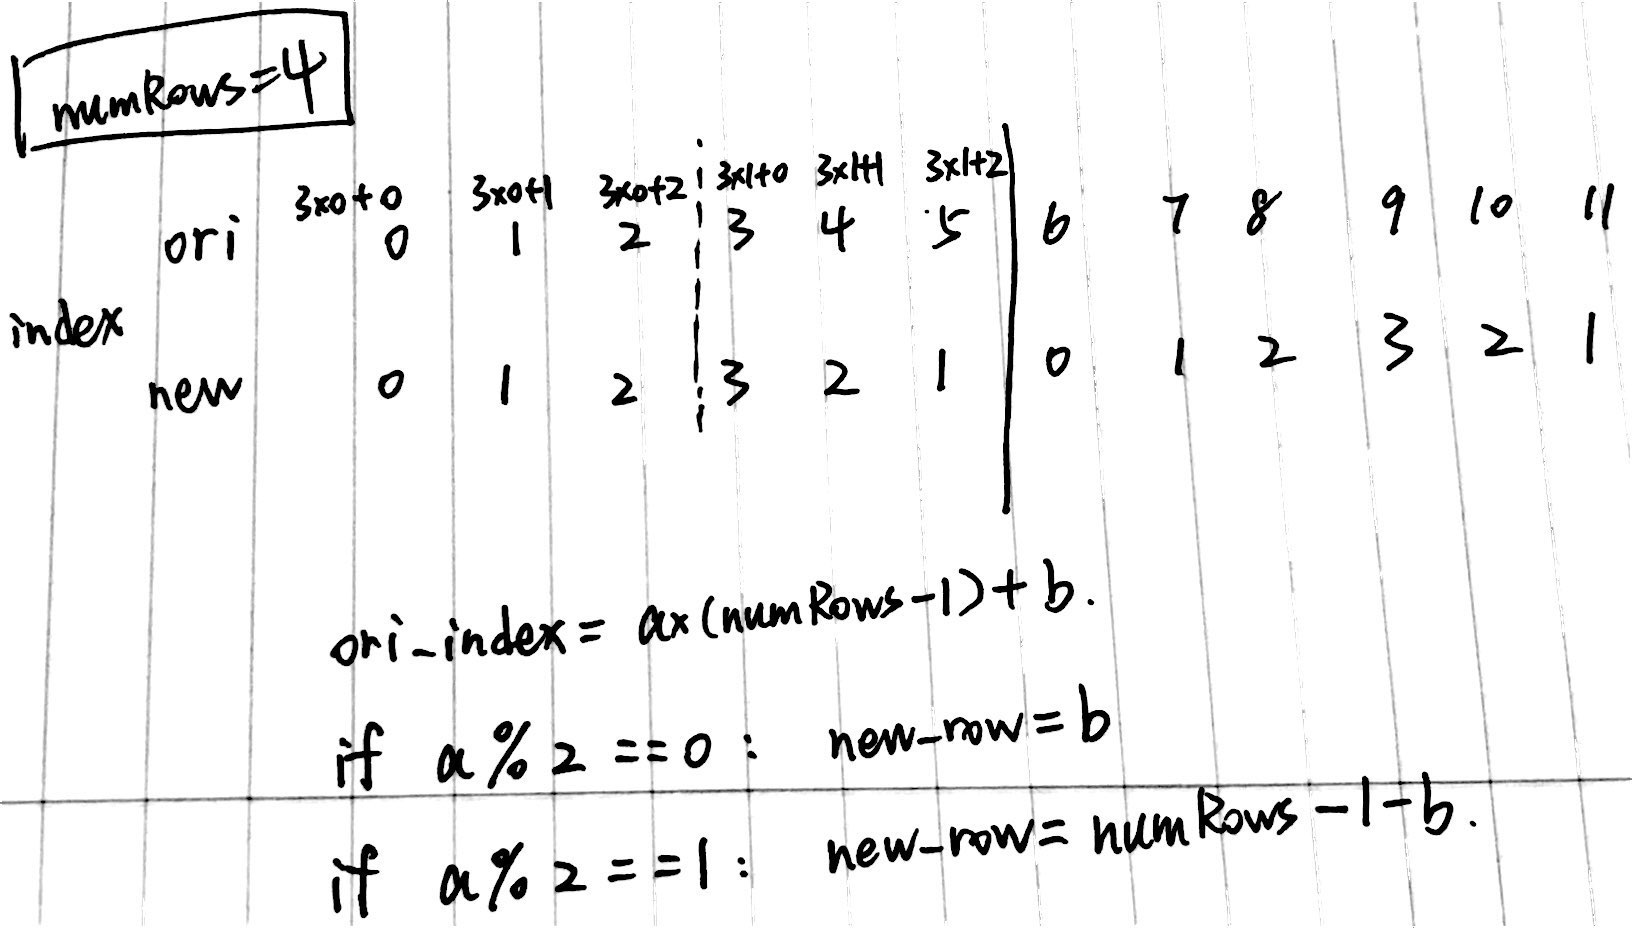 numRows=4
3x0+0 3x0+1 3x0+2 3x1+0 3x1+1 3x1+2
ori 0 1 2 3 4 5 6 7 8 9 10 11
index
new 0 1 2 3 2 1 0 1 2 3 2 1
ori_index= ax(numRows-1)+b.
if a%2==0: new_row=b
if a%2==1: new_row=numRows-1-b.